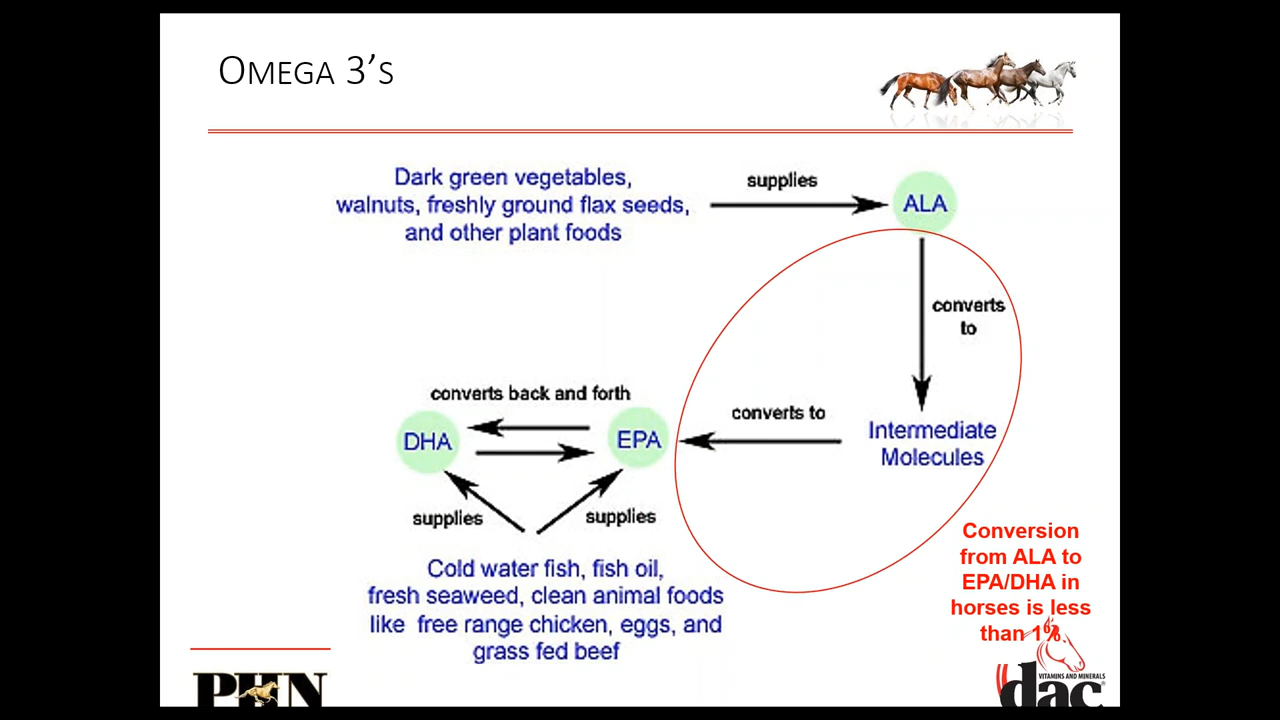 OMEGA 3'S
Dark green vegetables,
walnuts, freshly ground flax seeds,
and other plant foods
supplies
ALA
converts
to
Intermediate
Molecules
converts to
EPA
converts back and forth
DHA
supplies
supplies
Cold water fish, fish oil,
fresh seaweed, clean animal foods
like free range chicken, eggs, and
grass fed beef
Conversion
from ALA to
EPA/DHA in
horses is less
than 1%.
PHN
VITAMINS AND MINERALS
dac